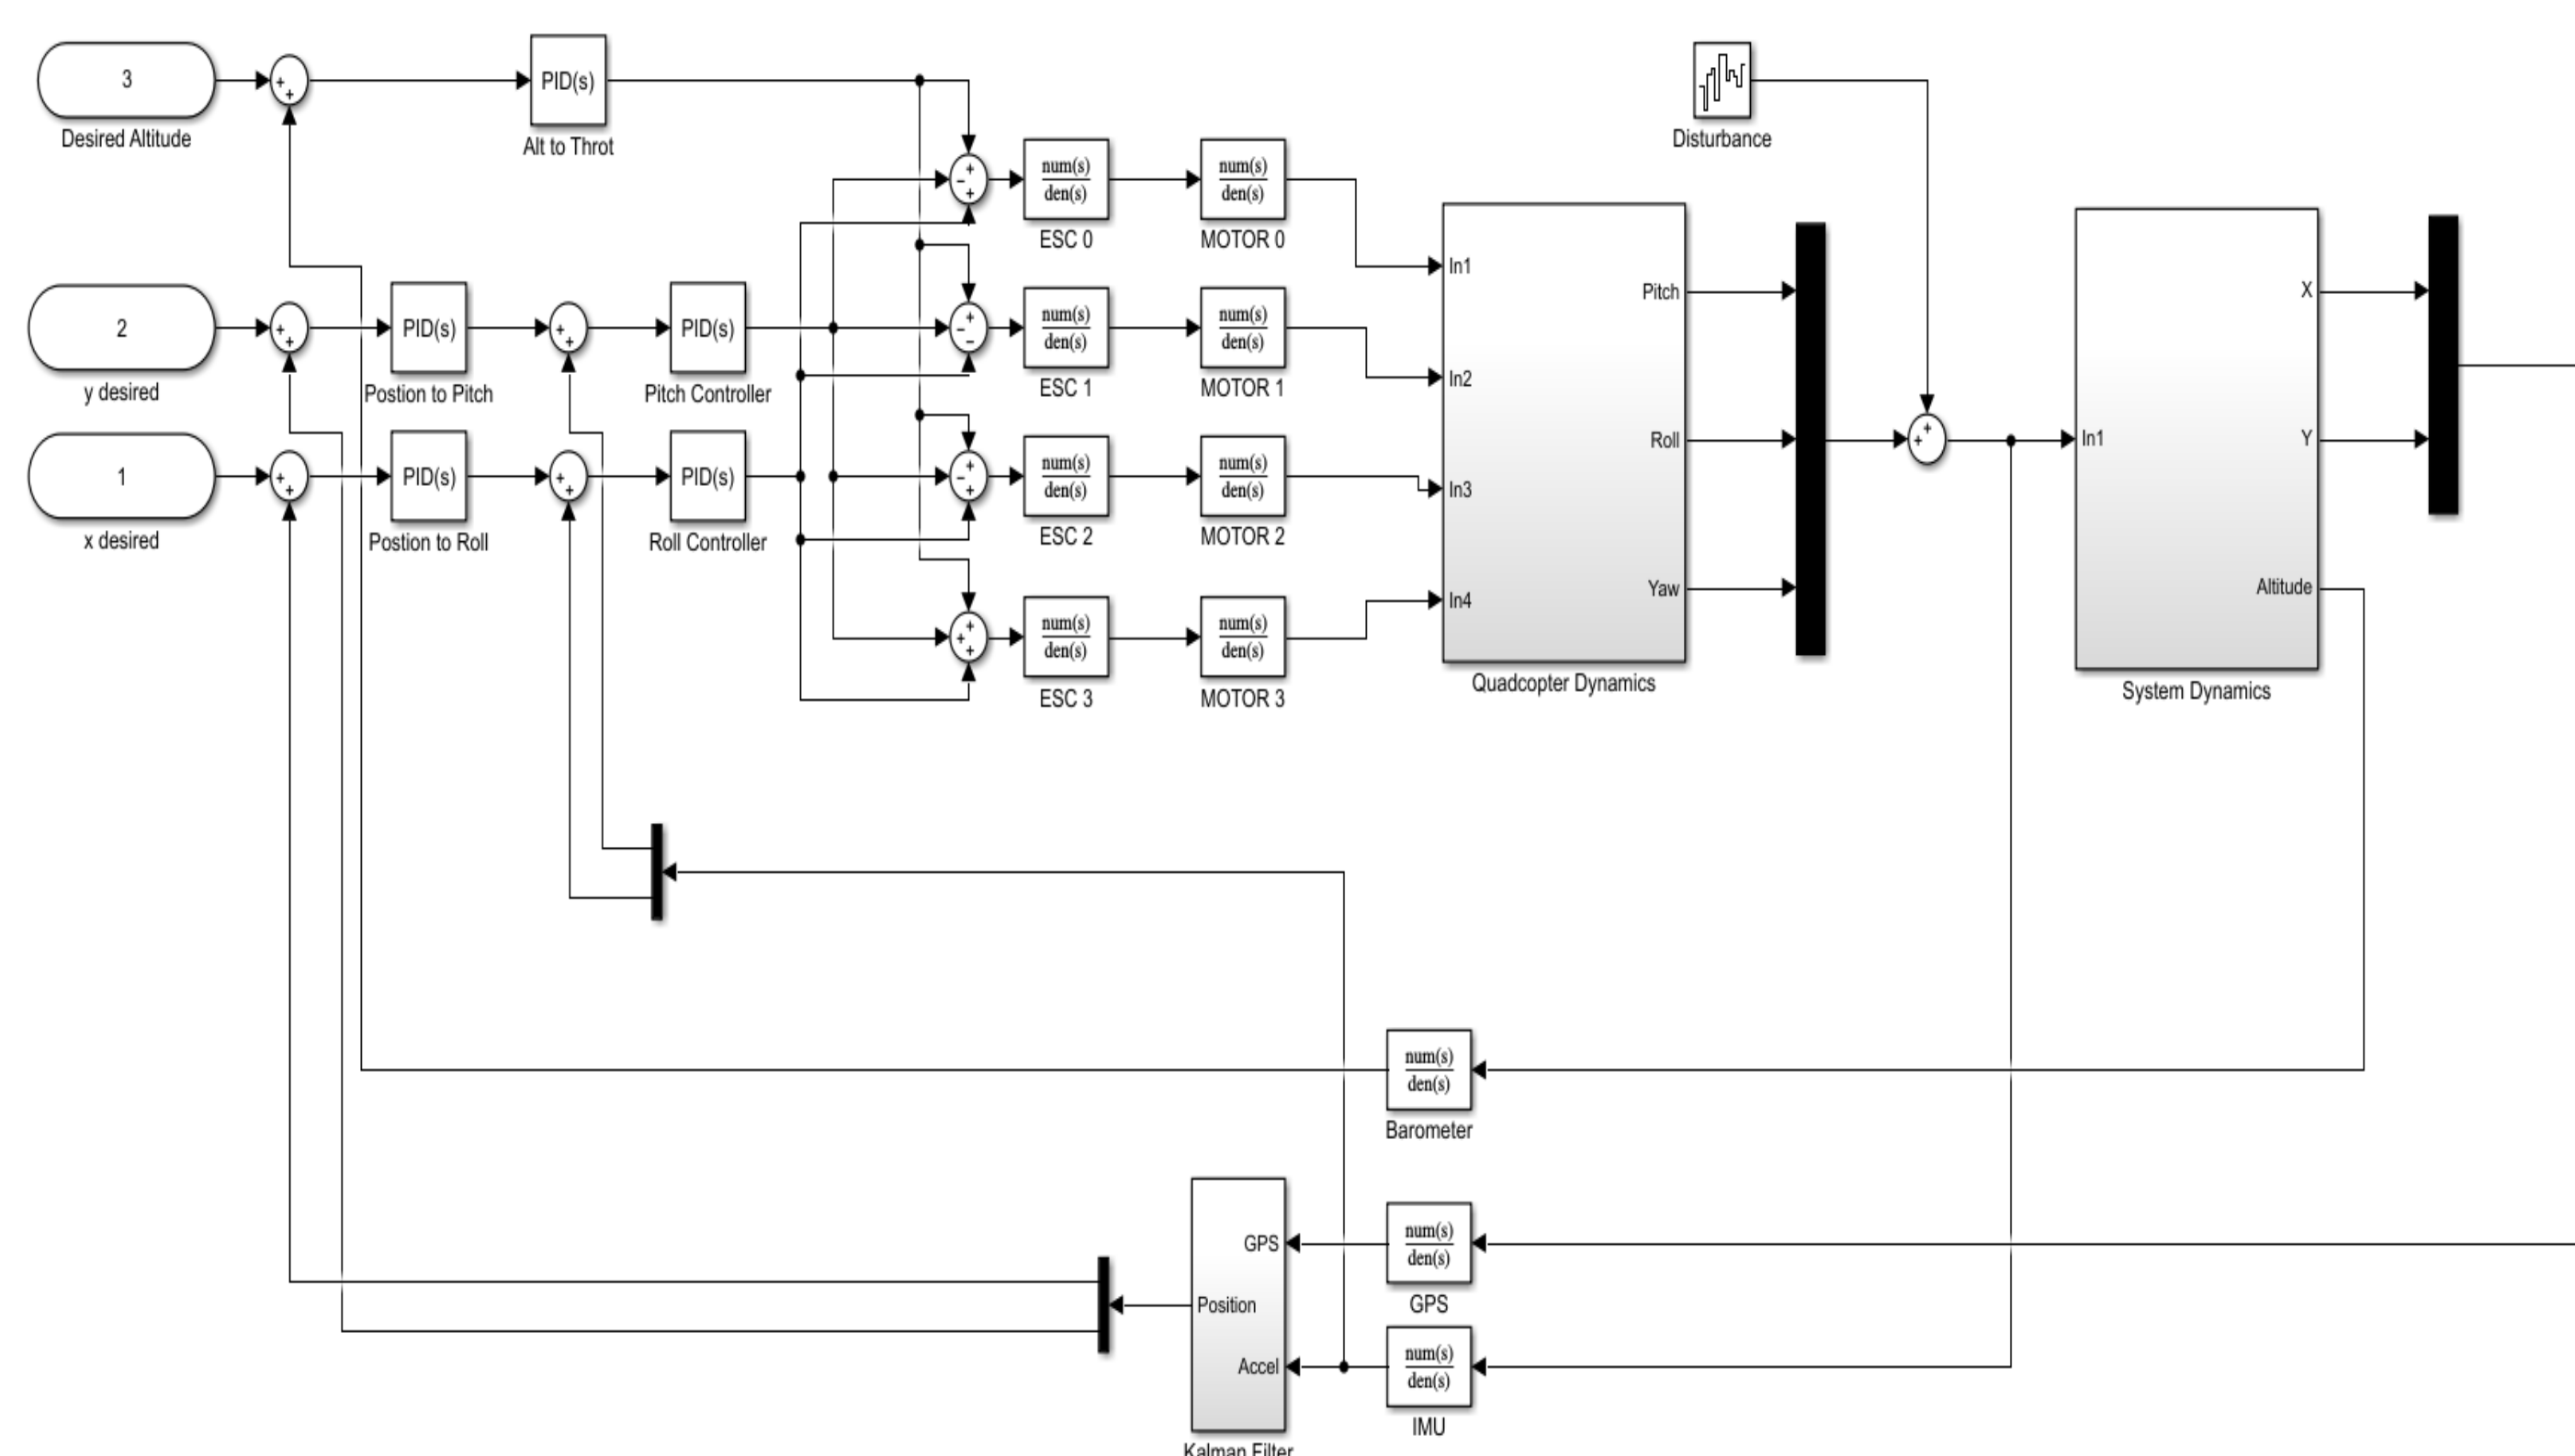 3
Desired Altitude
+
+
PID(s)
Alt to Throt
Disturbance
2
y desired
+
+
PID(s)
Postion to Pitch
+
+
PID(s)
Pitch Controller
1
x desired
+
+
PID(s)
Postion to Roll
+
+
PID(s)
Roll Controller
+
−
+
num(s)
den(s)
ESC 0
num(s)
den(s)
MOTOR 0
+
−
−
num(s)
den(s)
ESC 1
num(s)
den(s)
MOTOR 1
+
−
+
num(s)
den(s)
ESC 2
num(s)
den(s)
MOTOR 2
+
+
+
num(s)
den(s)
ESC 3
num(s)
den(s)
MOTOR 3
In1
In2
In3
In4
Pitch
Roll
Yaw
Quadcopter Dynamics
+
+
In1
X
Y
Altitude
System Dynamics
num(s)
den(s)
Barometer
GPS
Position
Accel
Kalman Filter
num(s)
den(s)
GPS
num(s)
den(s)
IMU